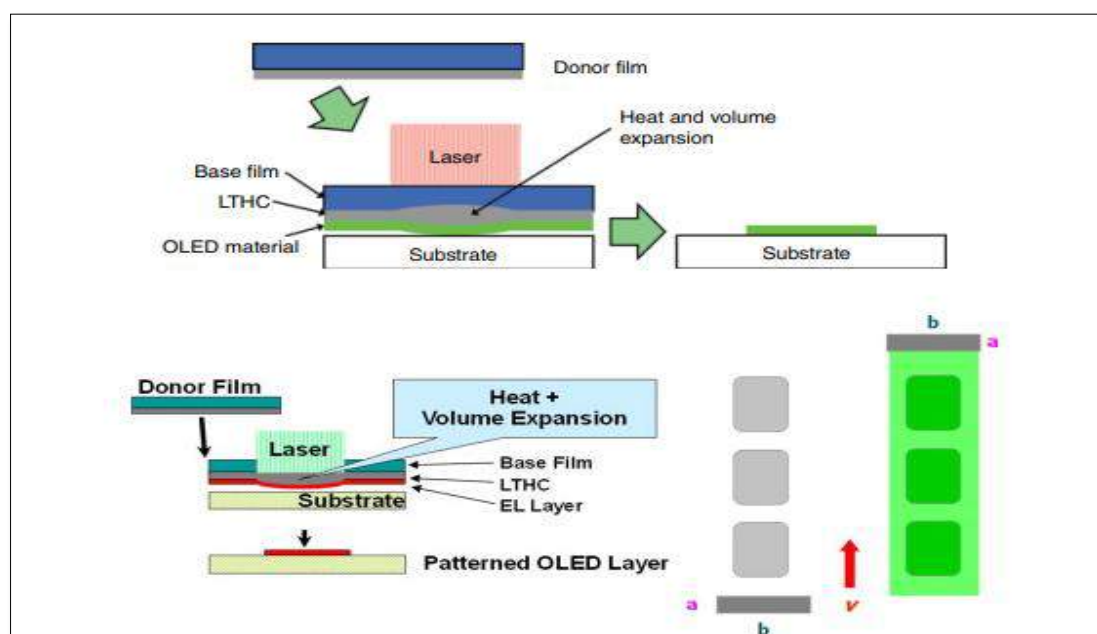 Donor film
Heat and volume
expansion
Laser
Base film
LTHC
OLED material
Substrate
Substrate
b
a
Donor Film
Heat +
Volume Expansion
Laser
Base Film
LTHC
EL Layer
Substrate
Patterned OLED Layer
a
b
v